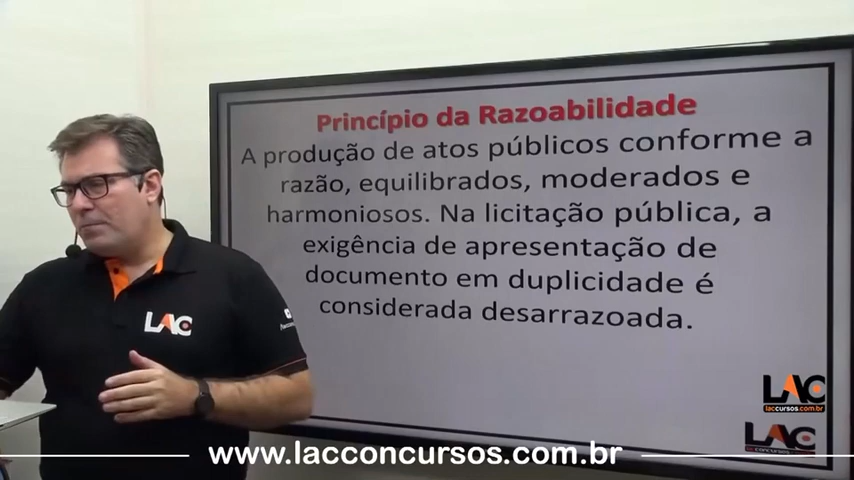 Princípio da Razoabilidade
A produção de atos públicos conforme a
razão, equilibrados, moderados e
harmoniosos. Na licitação pública, a
exigência de apresentação de
documento em duplicidade é
considerada desarrazoada.
LAC
LAC
laccursos.com.br
LAC
www.lacconcursos.com.br